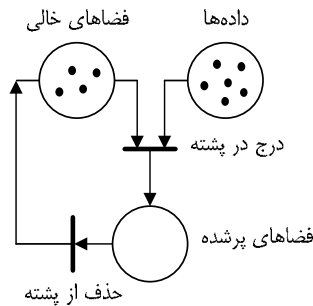 داده‌ها
فضاهای خالی
درج در پشته
فضاهای پرشده
حذف از پشته